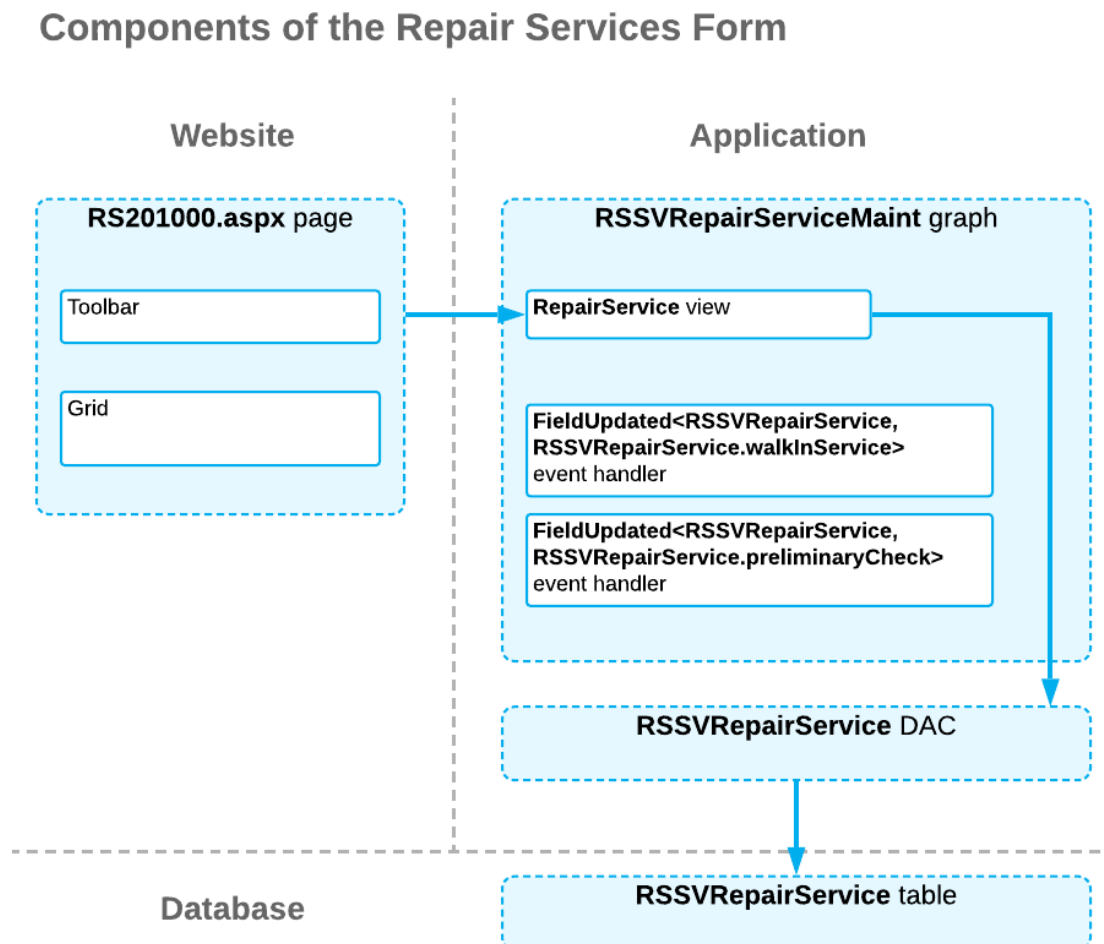 Components of the Repair Services Form
Website
Application
RS201000.aspx page
Toolbar
Grid
RSSVRepairServiceMaint graph
RepairService view
FieldUpdated<RSSVRepairService,
RSSVRepairService.walkInService>
event handler
FieldUpdated<RSSVRepairService,
RSSVRepairService.preliminaryCheck>
event handler
RSSVRepairService DAC
Database
RSSVRepairService table